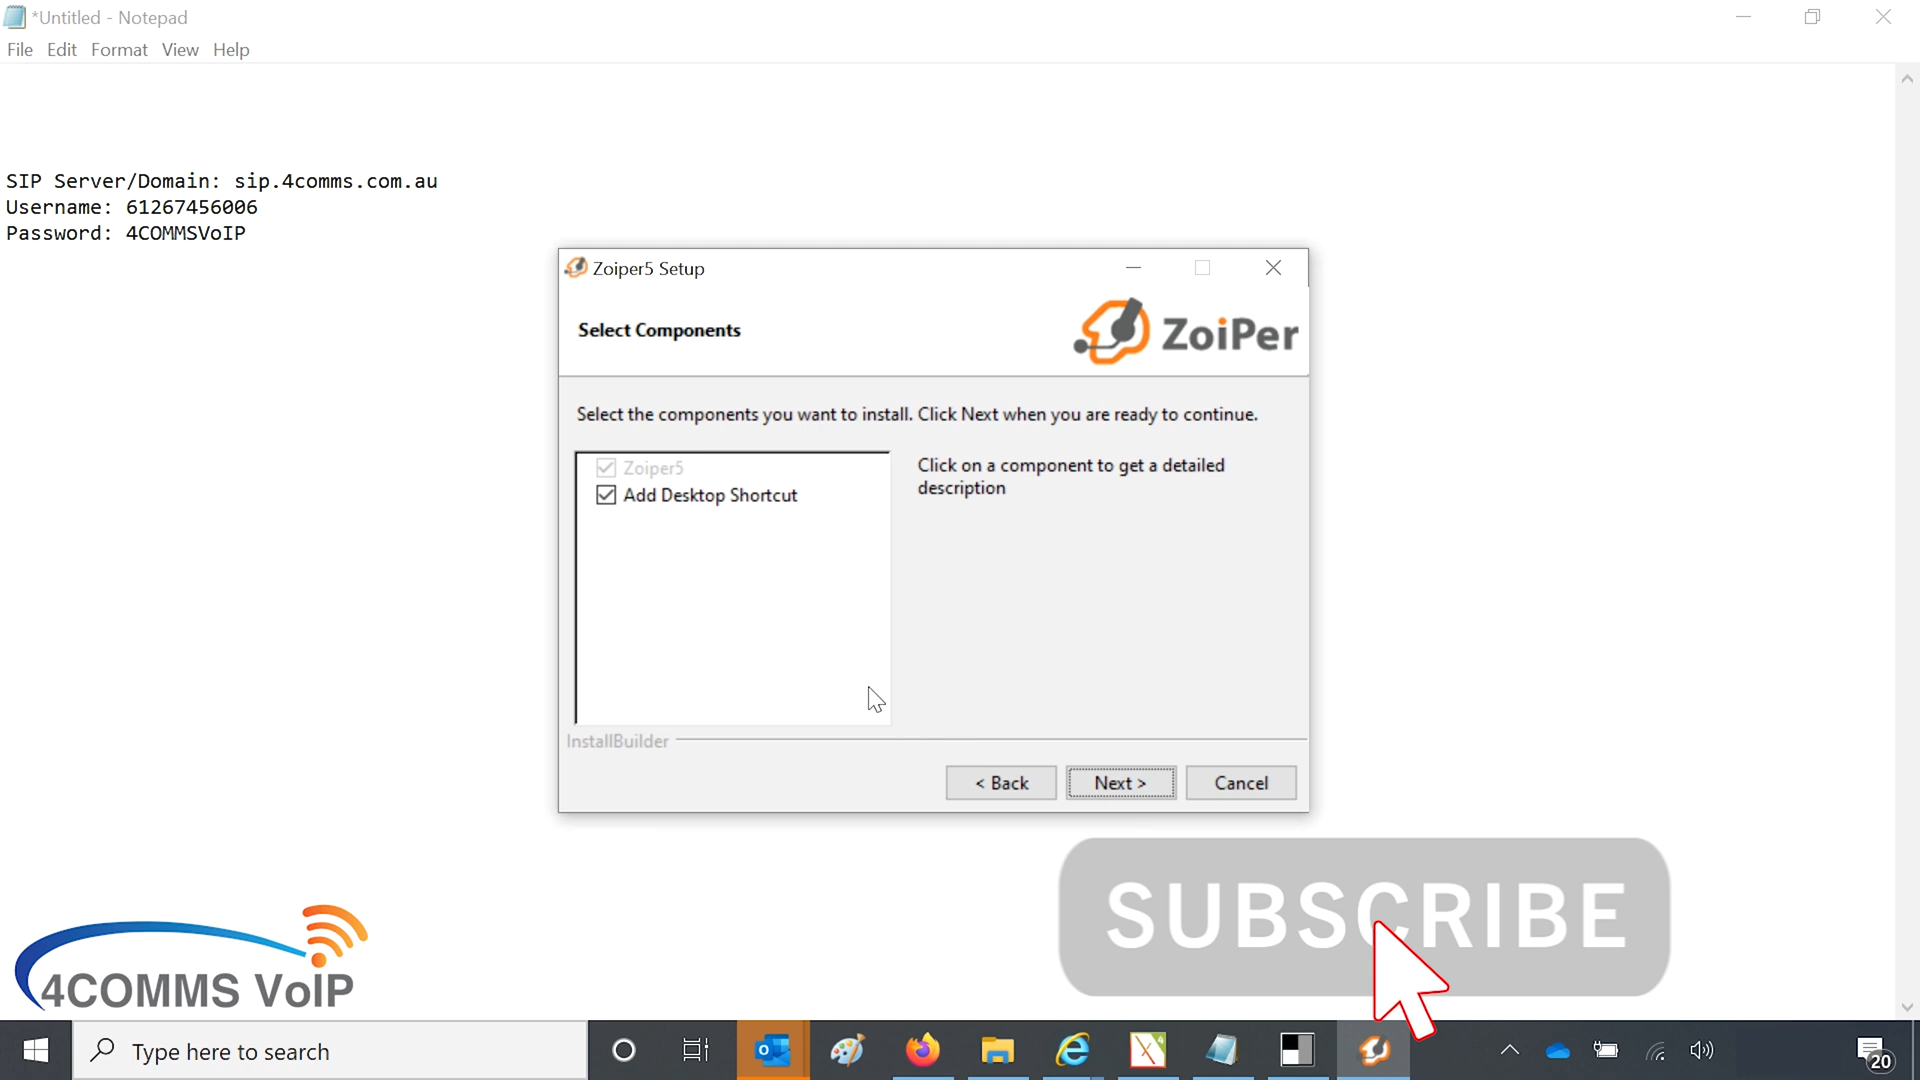 *Untitled - Notepad
File Edit Format View Help
SIP Server/Domain: sip.4comms.com.au
Username: 61267456006
Password: 4COMMSVoIP
Zoiper5 Setup
Select Components
ZoiPer
Select the components you want to install. Click Next when you are ready to continue.
Zoiper5
Add Desktop Shortcut
Click on a component to get a detailed
description
InstallBuilder
< Back
Next >
Cancel
SUBSCRIBE
4COMMS VoIP
Type here to search
20